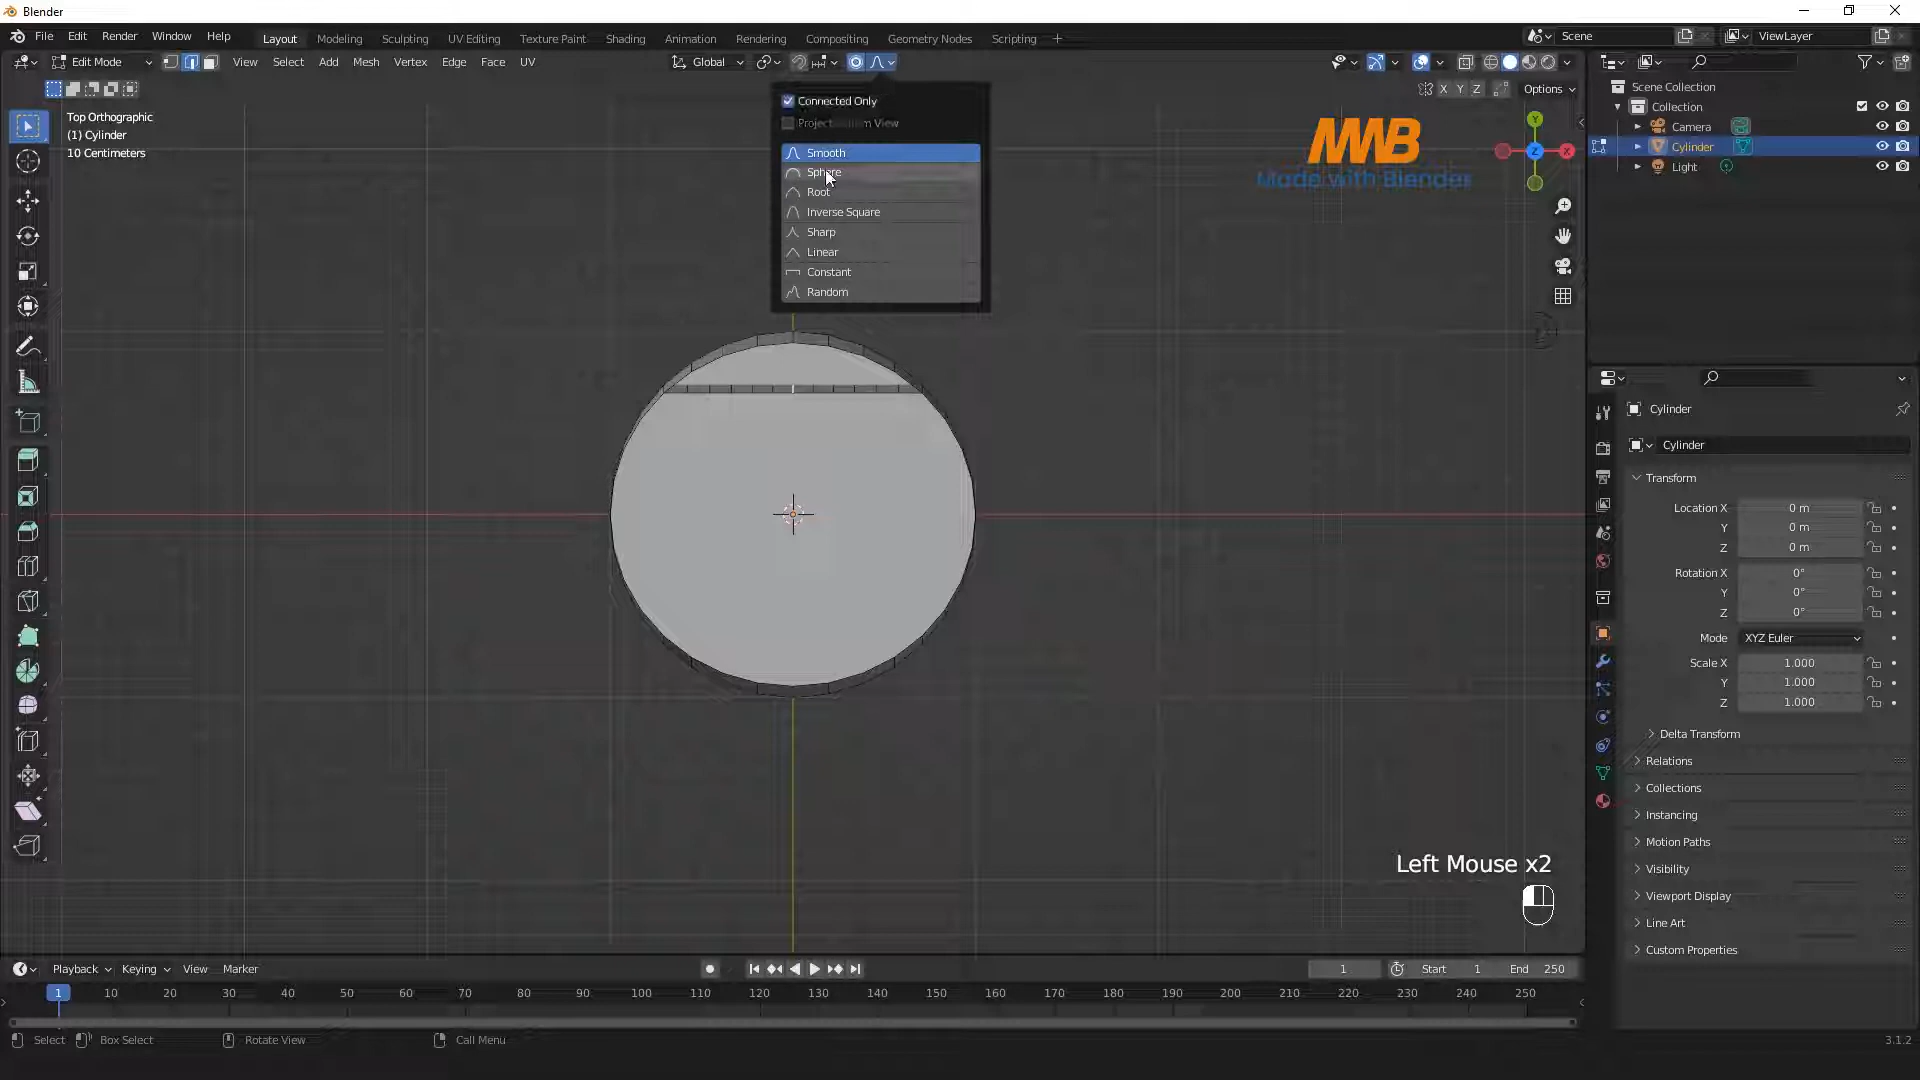 Blender
File Edit Render Window Help
Layout Modeling Sculpting UV Editing Texture Paint Shading Animation Rendering Compositing Geometry Nodes Scripting +
Scene
ViewLayer
Edit Mode
View Select Add Mesh Vertex Edge Face UV
Global
X Y Z
Options
Top Orthographic
(1) Cylinder
10 Centimeters
Connected Only
Smooth
Sphere
Root
Inverse Square
Sharp
Linear
Constant
Random
MWB
Made with Blender
Y
Z
X
Scene Collection
Collection
Camera
Cylinder
Light
Cylinder
Cylinder
Transform
Location X 0 m
Y 0 m
Z 0 m
Rotation X 0°
Y 0°
Z 0°
Mode XYZ Euler
Scale X 1.000
Y 1.000
Z 1.000
Delta Transform
Relations
Collections
Instancing
Motion Paths
Visibility
Viewport Display
Line Art
Custom Properties
Left Mouse x2
Playback Keying View Marker
1 Start 1 End 250
1 10 20 30 40 50 60 70 80 90 100 110 120 130 140 150 160 170 180 190 200 210 220 230 240 250
Select Box Select Rotate View Call Menu
3.1.2